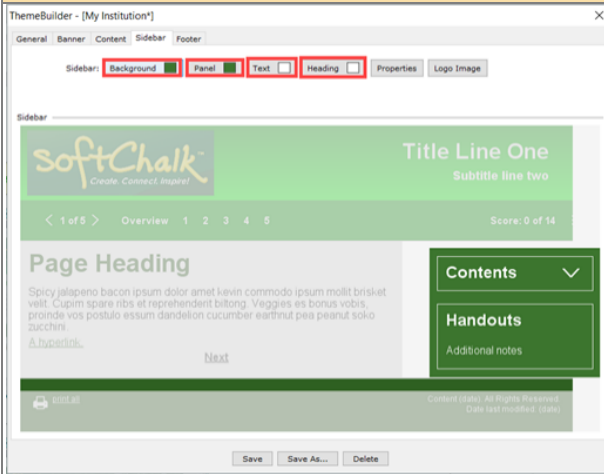 ThemeBuilder - [My Institution*]
General Banner Content Sidebar Footer
Sidebar: Background Panel Text Heading Properties Logo Image
Sidebar
SoftChalk
Create. Connect. Inspire!
Title Line One
Subtitle line two
< 1 of 5 > Overview 1 2 3 4 5 Score: 0 of 14
Page Heading
Spicy jalapeno bacon ipsum dolor amet kevin commodo ipsum mollit brisket
velit. Cupim spare ribs et reprehenderit biltong. Veggies es bonus vobis,
proinde vos postulo essum dandelion cucumber earthnut pea peanut soko
zucchini.
A hyperlink.
Next
Contents
Handouts
Additional notes
print all
Content (date). All Rights Reserved.
Date last modified: (date)
Save Save As... Delete